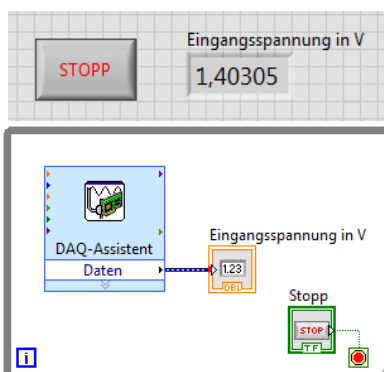 Eingangsspannung in V
STOPP
1,40305
DAQ-Assistent
Daten
Eingangsspannung in V
1.23
DBL
Stopp
STOP
TF
i